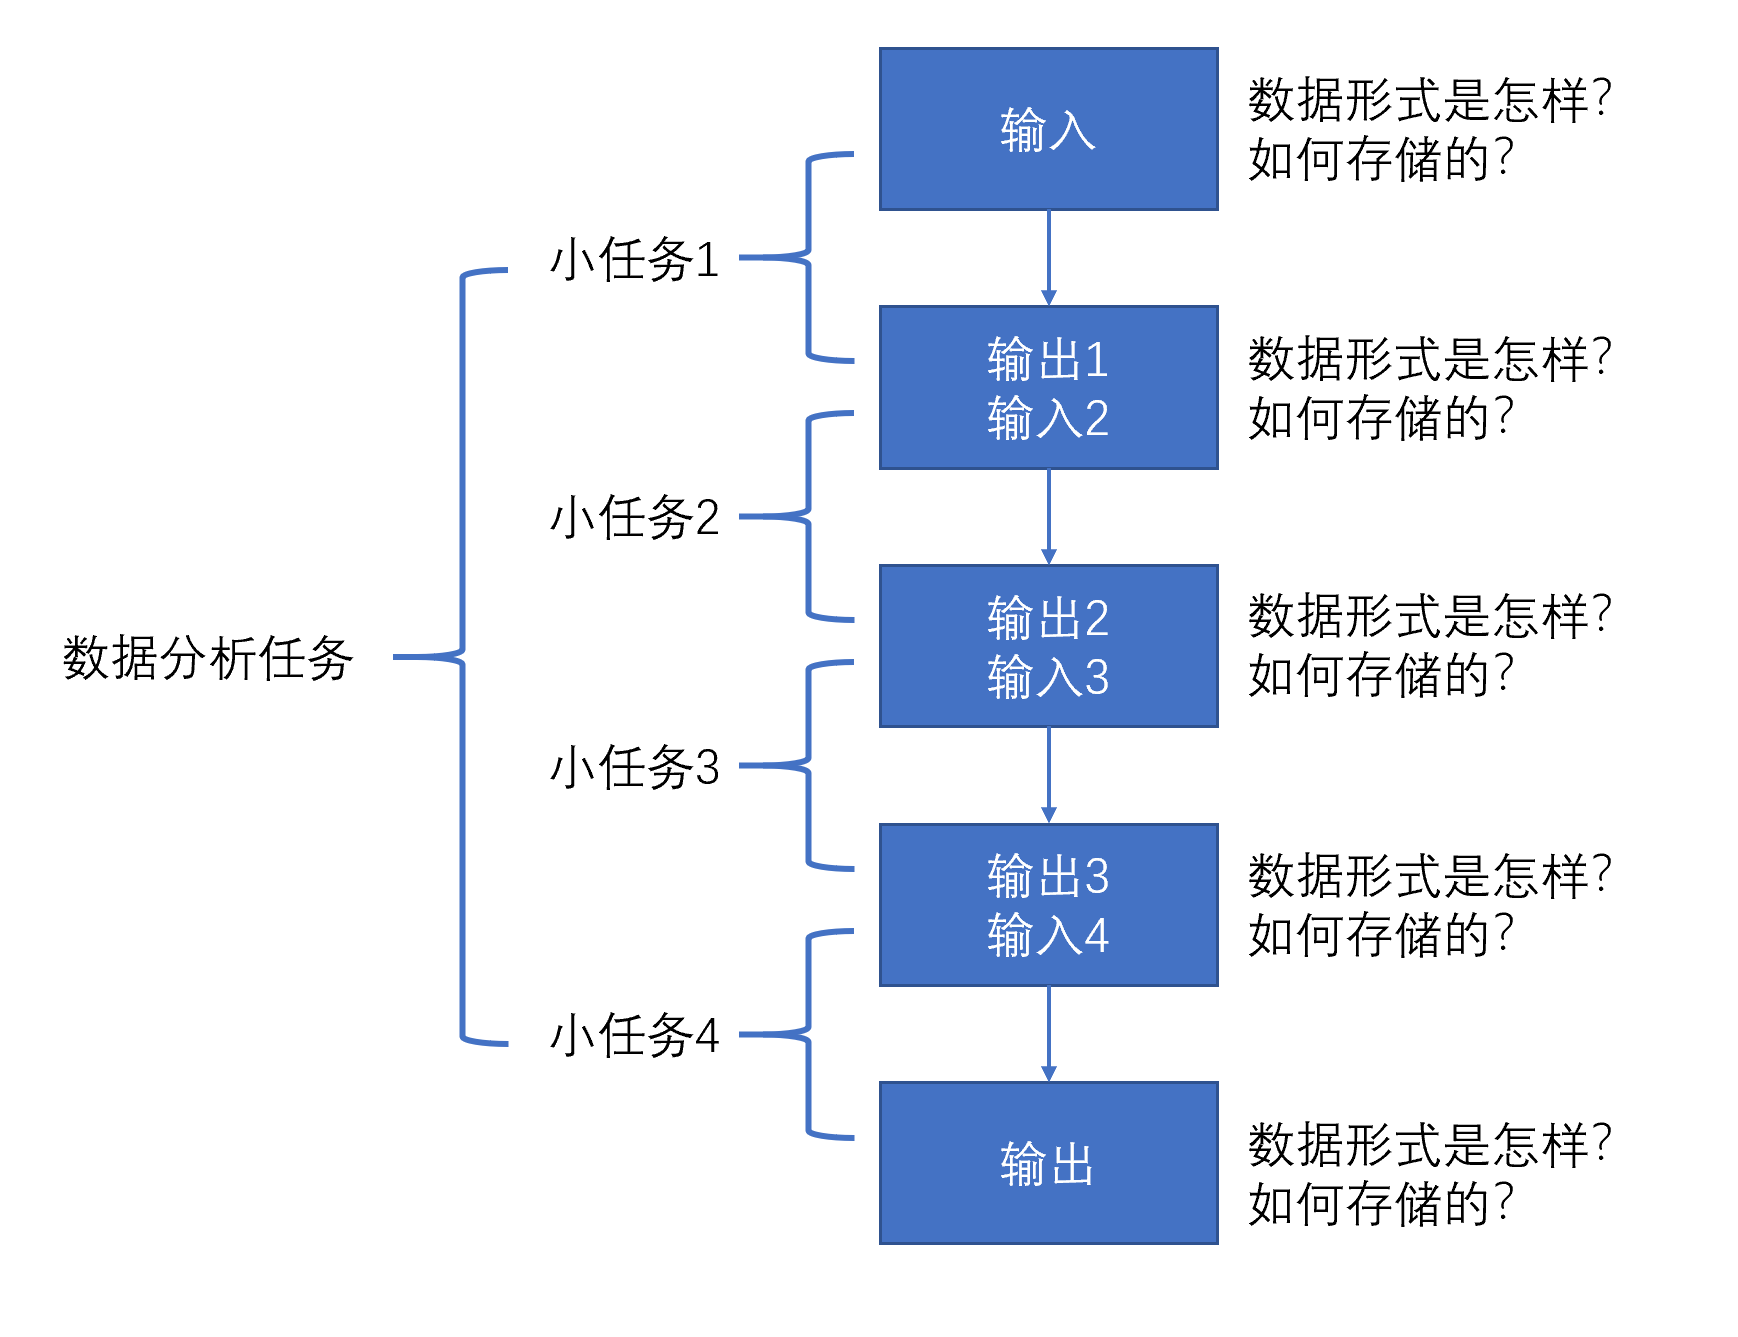 输入
数据形式是怎样？
如何存储的？
小任务1
输出1
输入2
数据形式是怎样？
如何存储的？
小任务2
输出2
输入3
数据形式是怎样？
如何存储的？
数据分析任务
小任务3
输出3
输入4
数据形式是怎样？
如何存储的？
小任务4
输出
数据形式是怎样？
如何存储的？